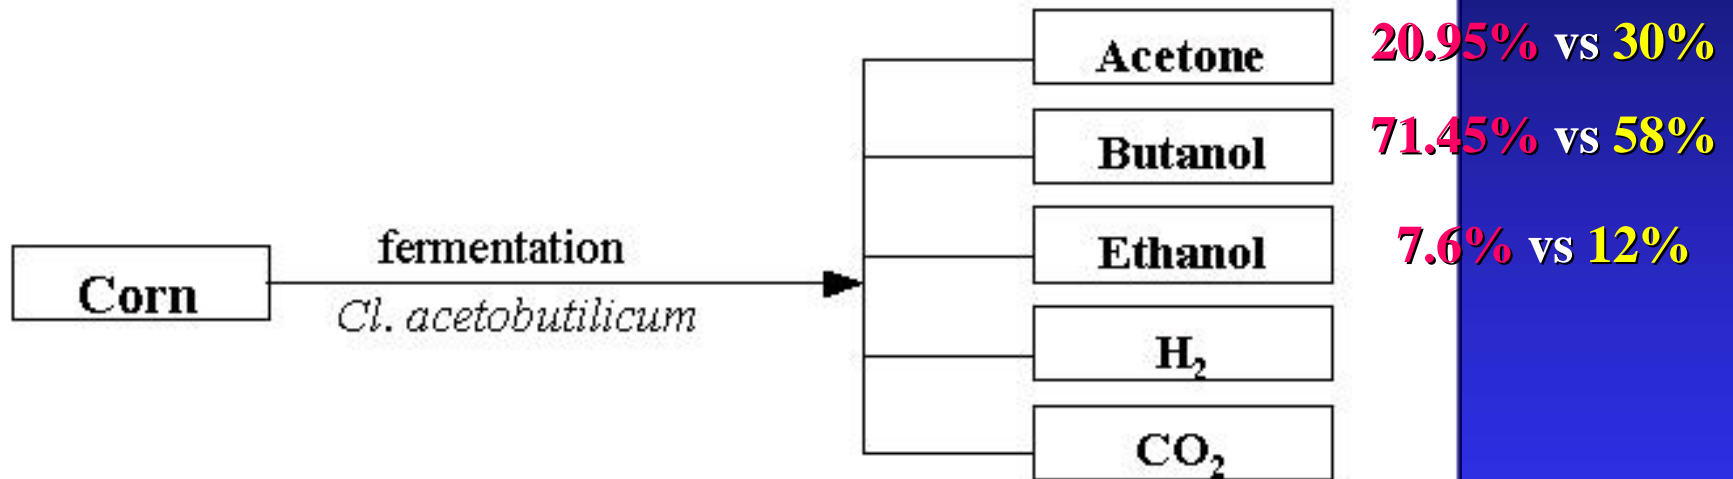 Acetone 20.95% vs 30%
Butanol 71.45% vs 58%
fermentation
Ethanol 7.6% vs 12%
Corn
Cl. acetobutilicum
H₂
CO₂